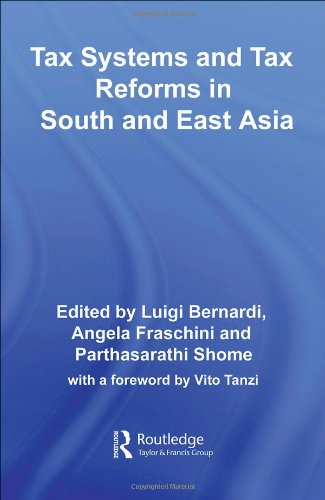 Tax Systems and Tax
Reforms in
South and East Asia
Edited by Luigi Bernardi,
Angela Fraschini and
Parthasarathi Shome
with a foreword by Vito Tanzi
ROUTLEDGE
Routledge
Taylor & Francis Group